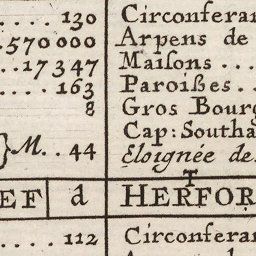 ... 130
.570000
... 17347
... 163
8
} M... 44
EF d
... 112
Circonferan
Arpens de
Maisons ...
Paroißes...
Gros Bourg
Cap: Southa
Eloignée de
HERFOR
Circonferan